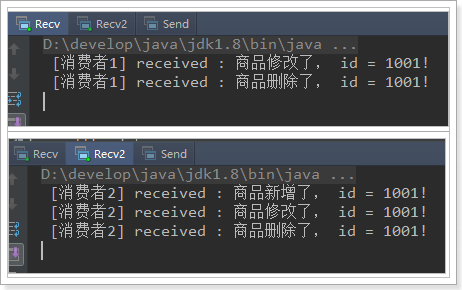 Recv Recv2 Send
D:\develop\java\jdk1.8\bin\java ...
[消费者1] received : 商品修改了， id = 1001!
[消费者1] received : 商品删除了， id = 1001!
Recv Recv2 Send
D:\develop\java\jdk1.8\bin\java ...
[消费者2] received : 商品新增了， id = 1001!
[消费者2] received : 商品修改了， id = 1001!
[消费者2] received : 商品删除了， id = 1001!